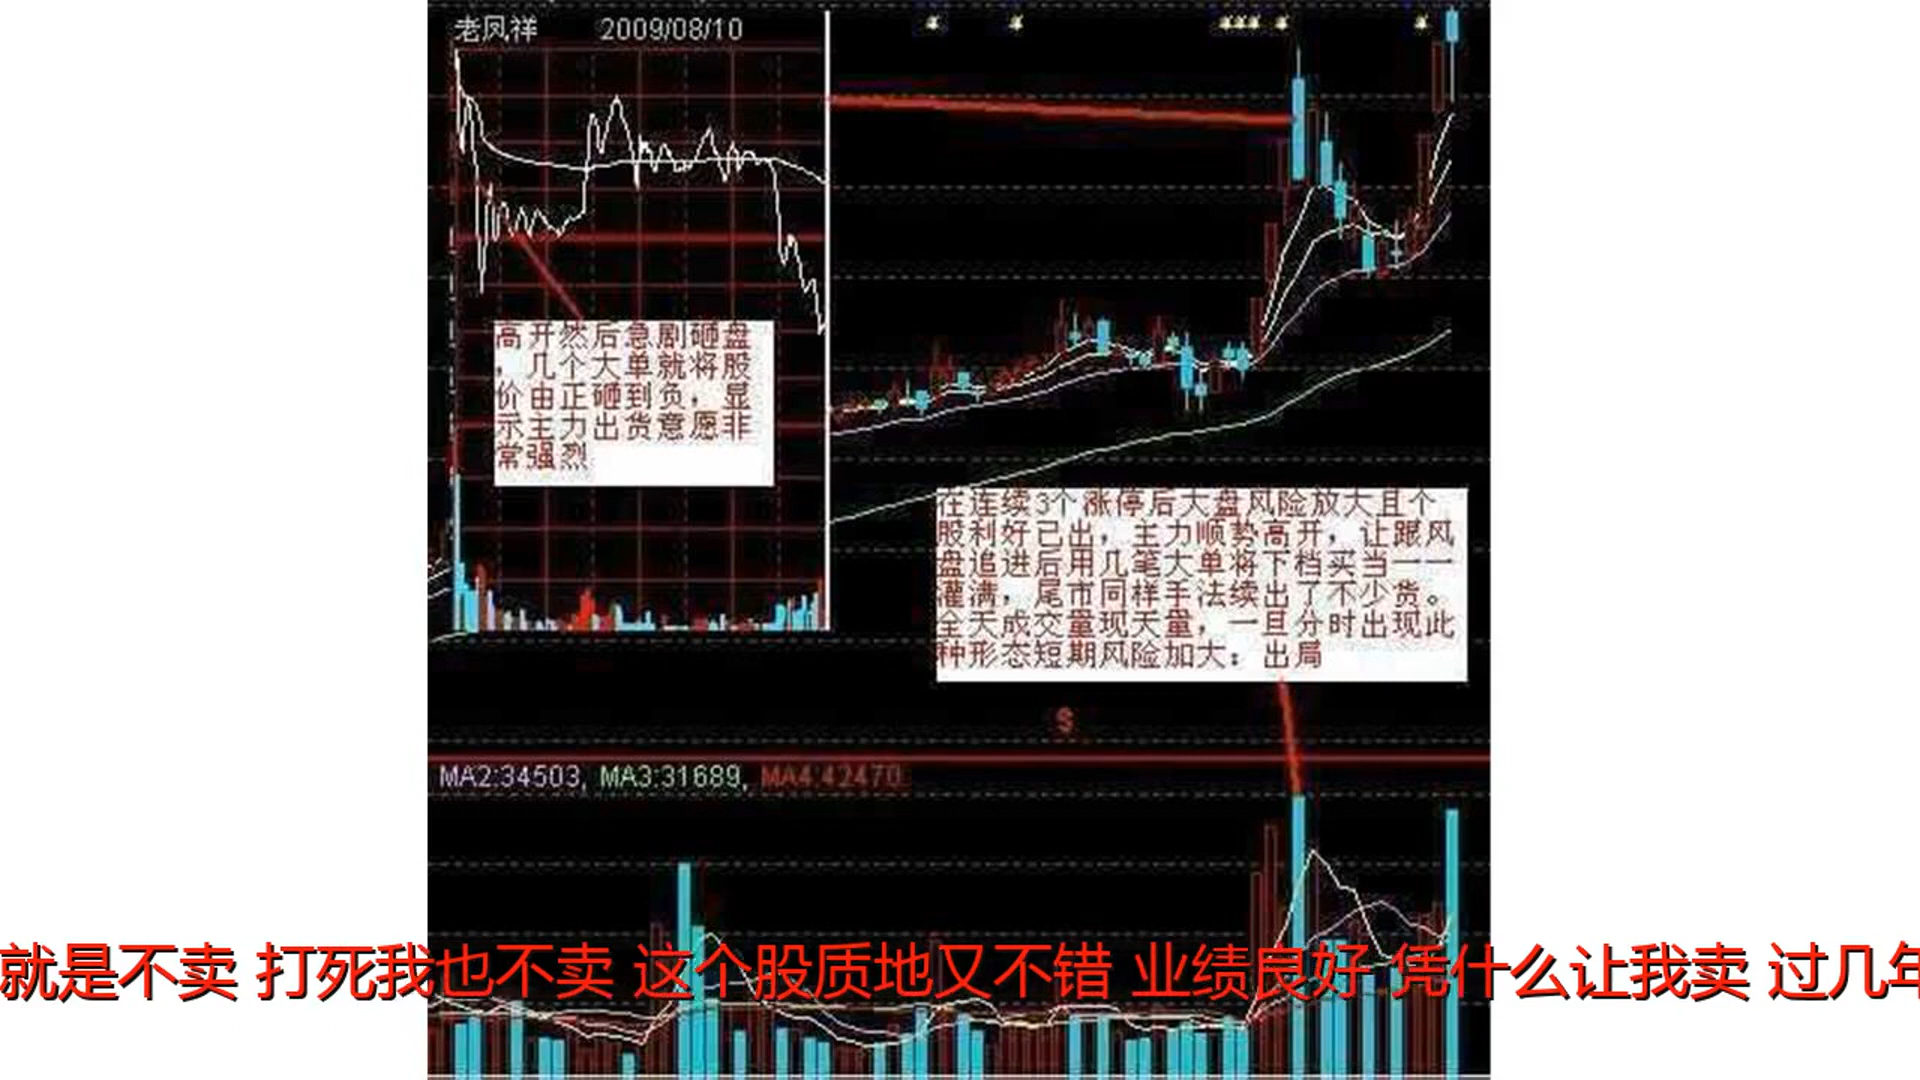 老凤祥 2009/08/10
高开然后急剧砸盘
，几个大单就将股
价由正砸到负，显
示主力出货意愿非
常强烈
在连续3个涨停后大盘风险放大且个
股利好已出，主力顺势高开，让跟风
盘追进后用几笔大单将下档买当一一
灌满，尾市同样手法续出了不少货。
全天成交量现天量，一旦分时出现此
种形态短期风险加大：出局
S
MA2:34503, MA3:31689, MA4:42470
就是不卖 打死我也不卖 这个股质地又不错 业绩良好 凭什么让我卖 过几年